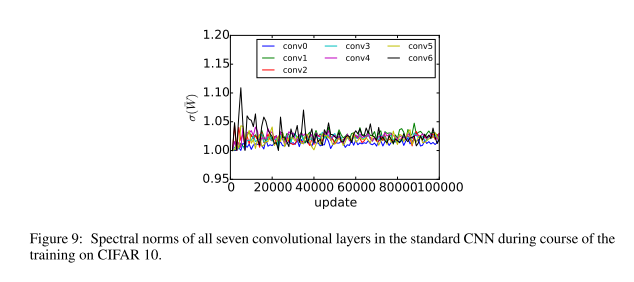 1.20
1.15
1.10
1.05
1.00
0.95
σ(W̄)
conv0
conv1
conv2
conv3
conv4
conv5
conv6
0 20000 40000 60000 80000 100000
update
Figure 9: Spectral norms of all seven convolutional layers in the standard CNN during course of the
training on CIFAR 10.